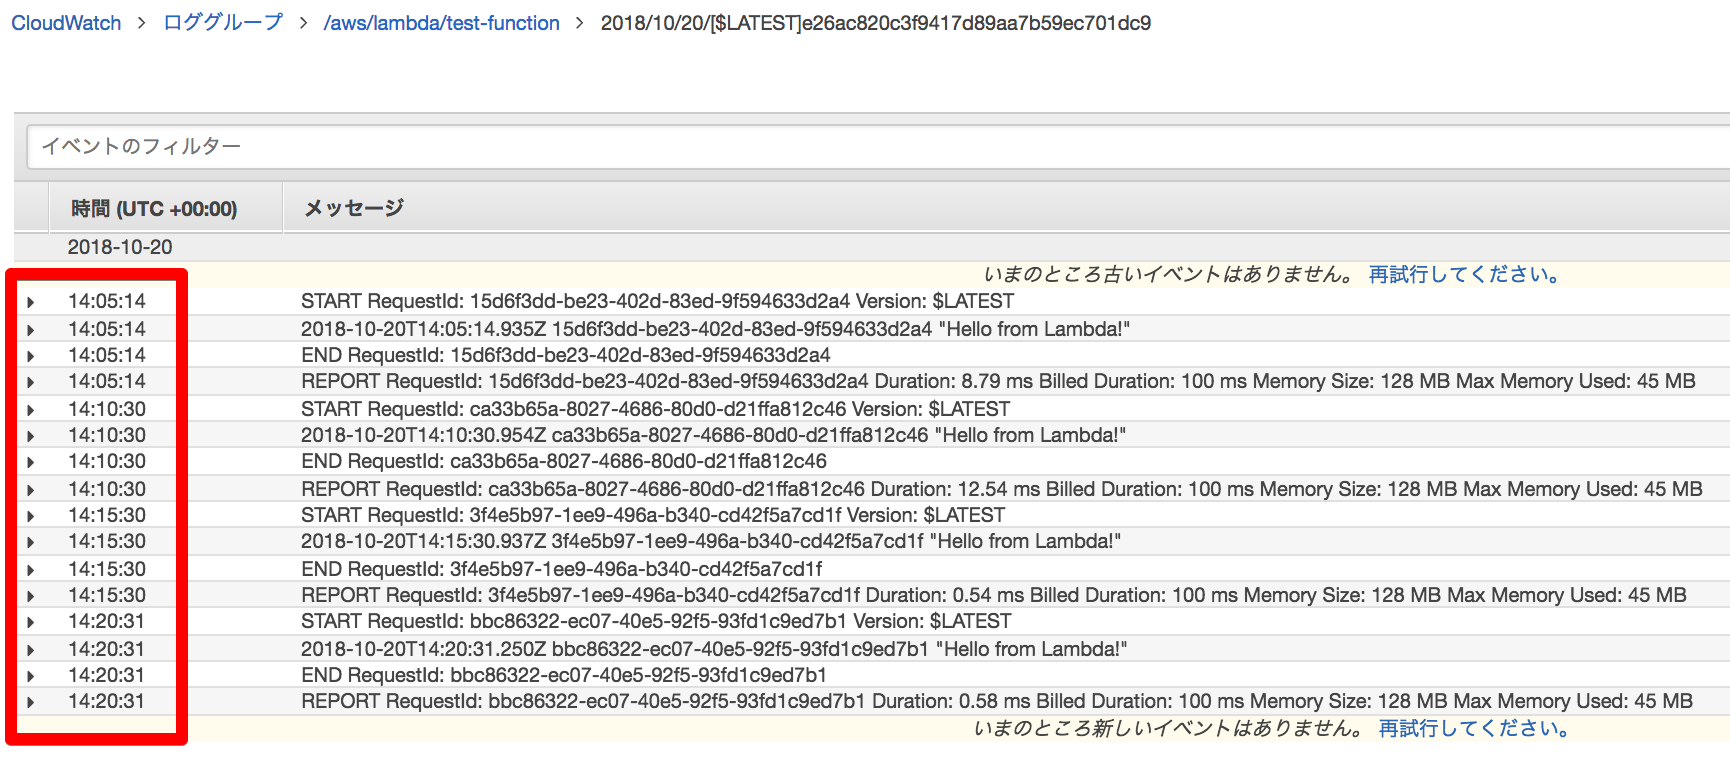 CloudWatch > ロググループ > /aws/lambda/test-function > 2018/10/20/[$LATEST]e26ac820c3f9417d89aa7b59ec701dc9
イベントのフィルター
時間 (UTC +00:00) メッセージ
2018-10-20
いまのところ古いイベントはありません。 再試行してください。
14:05:14 START RequestId: 15d6f3dd-be23-402d-83ed-9f594633d2a4 Version: $LATEST
14:05:14 2018-10-20T14:05:14.935Z 15d6f3dd-be23-402d-83ed-9f594633d2a4 "Hello from Lambda!"
14:05:14 END RequestId: 15d6f3dd-be23-402d-83ed-9f594633d2a4
14:05:14 REPORT RequestId: 15d6f3dd-be23-402d-83ed-9f594633d2a4 Duration: 8.79 ms Billed Duration: 100 ms Memory Size: 128 MB Max Memory Used: 45 MB
14:10:30 START RequestId: ca33b65a-8027-4686-80d0-d21ffa812c46 Version: $LATEST
14:10:30 2018-10-20T14:10:30.954Z ca33b65a-8027-4686-80d0-d21ffa812c46 "Hello from Lambda!"
14:10:30 END RequestId: ca33b65a-8027-4686-80d0-d21ffa812c46
14:10:30 REPORT RequestId: ca33b65a-8027-4686-80d0-d21ffa812c46 Duration: 12.54 ms Billed Duration: 100 ms Memory Size: 128 MB Max Memory Used: 45 MB
14:15:30 START RequestId: 3f4e5b97-1ee9-496a-b340-cd42f5a7cd1f Version: $LATEST
14:15:30 2018-10-20T14:15:30.937Z 3f4e5b97-1ee9-496a-b340-cd42f5a7cd1f "Hello from Lambda!"
14:15:30 END RequestId: 3f4e5b97-1ee9-496a-b340-cd42f5a7cd1f
14:15:30 REPORT RequestId: 3f4e5b97-1ee9-496a-b340-cd42f5a7cd1f Duration: 0.54 ms Billed Duration: 100 ms Memory Size: 128 MB Max Memory Used: 45 MB
14:20:31 START RequestId: bbc86322-ec07-40e5-92f5-93fd1c9ed7b1 Version: $LATEST
14:20:31 2018-10-20T14:20:31.250Z bbc86322-ec07-40e5-92f5-93fd1c9ed7b1 "Hello from Lambda!"
14:20:31 END RequestId: bbc86322-ec07-40e5-92f5-93fd1c9ed7b1
14:20:31 REPORT RequestId: bbc86322-ec07-40e5-92f5-93fd1c9ed7b1 Duration: 0.58 ms Billed Duration: 100 ms Memory Size: 128 MB Max Memory Used: 45 MB
いまのところ新しいイベントはありません。 再試行してください。